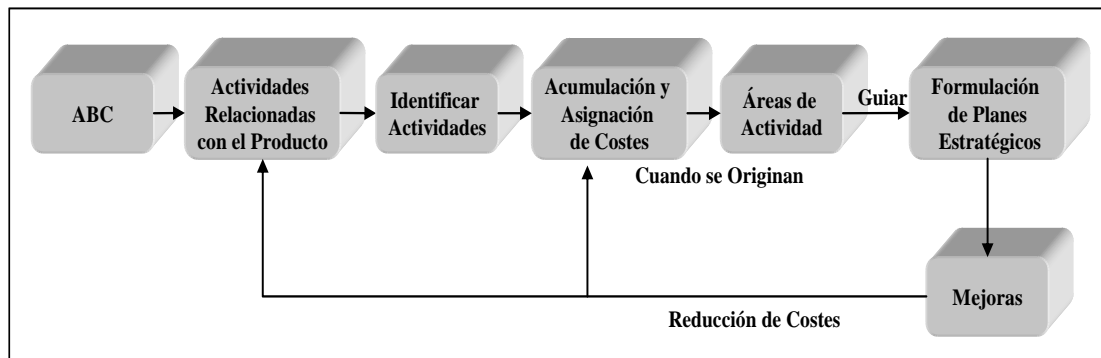 ABC
Actividades
Relacionadas
con el Producto
Identificar
Actividades
Acumulación y
Asignación
de Costes
Cuando se Originan
Áreas de
Actividad
Guiar
Formulación
de Planes
Estratégicos
Mejoras
Reducción de Costes